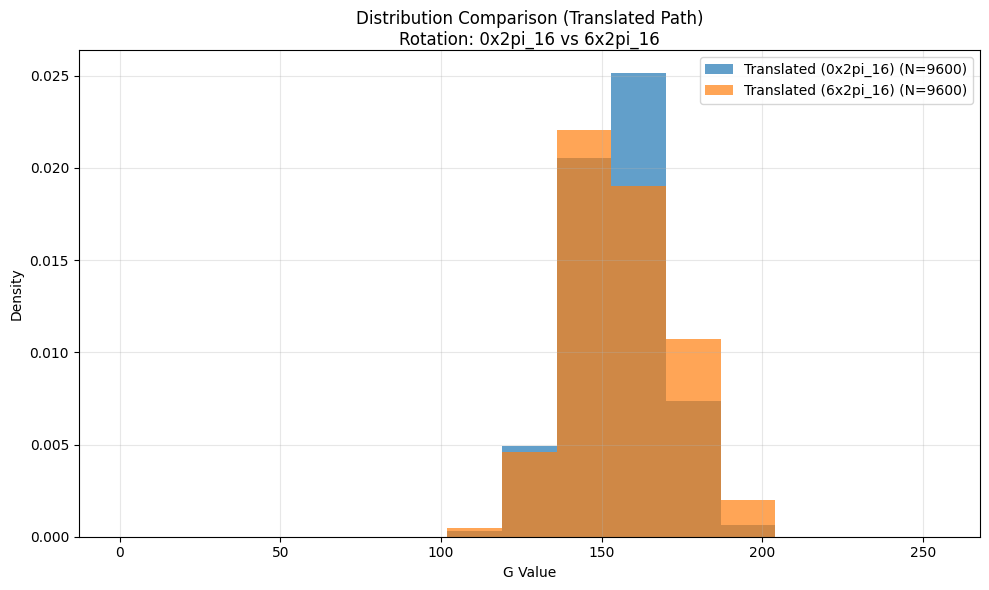 Distribution Comparison (Translated Path)
Rotation: 0x2pi_16 vs 6x2pi_16
Translated (0x2pi_16) (N=9600)
Translated (6x2pi_16) (N=9600)
Density
0.025
0.020
0.015
0.010
0.005
0.000
0 50 100 150 200 250
G Value